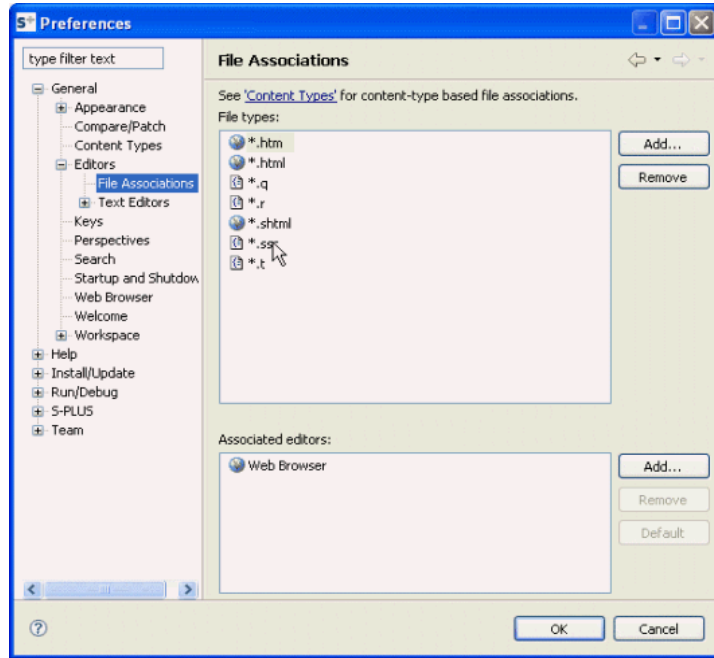 S+ Preferences
type filter text
General
Appearance
Compare/Patch
Content Types
Editors
File Associations
Text Editors
Keys
Perspectives
Search
Startup and Shutdow
Web Browser
Welcome
Workspace
Help
Install/Update
Run/Debug
S-PLUS
Team
File Associations
See 'Content Types' for content-type based file associations.
File types:
*.htm
*.html
*.q
*.r
*.shtml
*.ssc
*.t
Add...
Remove
Associated editors:
Web Browser
Add...
Remove
Default
?
OK
Cancel